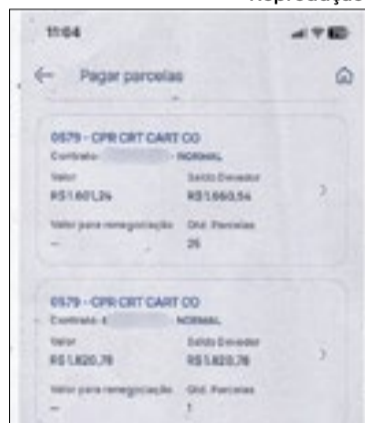 Reprodução
11:04
Pagar parcelas
0579 - CPR CRT CART CO
Contrato: - NORMAL
Valor Saldo Devedor
R$ 1.601,24 R$ 1.660,54
Valor para renegociação Qtd. Parcelas
-- 25
0579 - CPR CRT CART CO
Contrato: NORMAL
Valor Saldo Devedor
R$ 1.820,78 R$ 1.820,78
Valor para renegociação Qtd. Parcelas
-- 1